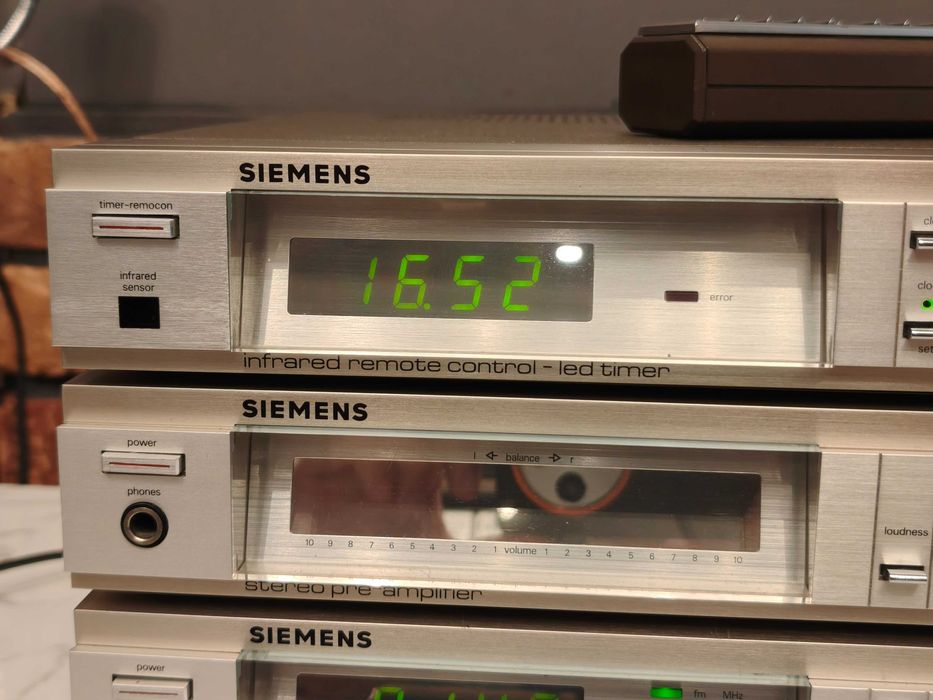 SIEMENS
timer-remocon
infrared
sensor
16.52
error
infrared remote control - led timer
SIEMENS
power
phones
l balance r
10 9 8 7 6 5 4 3 2 1 volume 1 2 3 4 5 6 7 8 9 10
loudness
stereo pre amplifier
SIEMENS
power
fm MHz